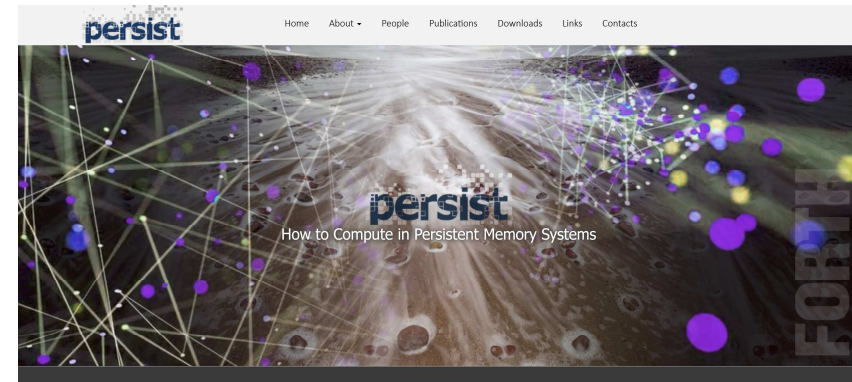 persist
Home About People Publications Downloads Links Contacts
persist
How to Compute in Persistent Memory Systems
FORTH